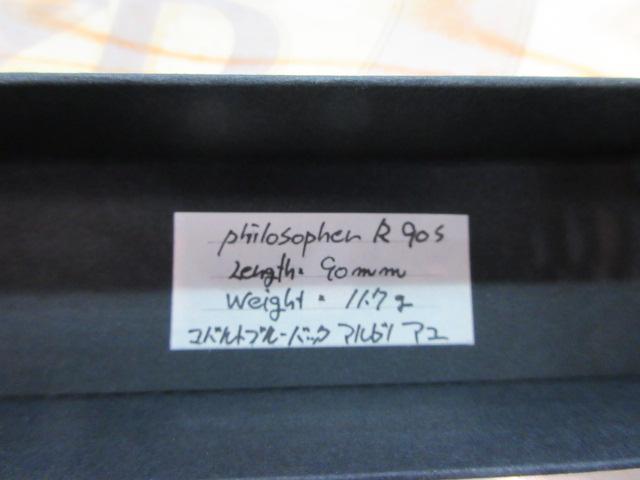 philosopher R 90s
Length. 90mm
Weight. 11.7g
コバルトブルーバック アルビノ アユ